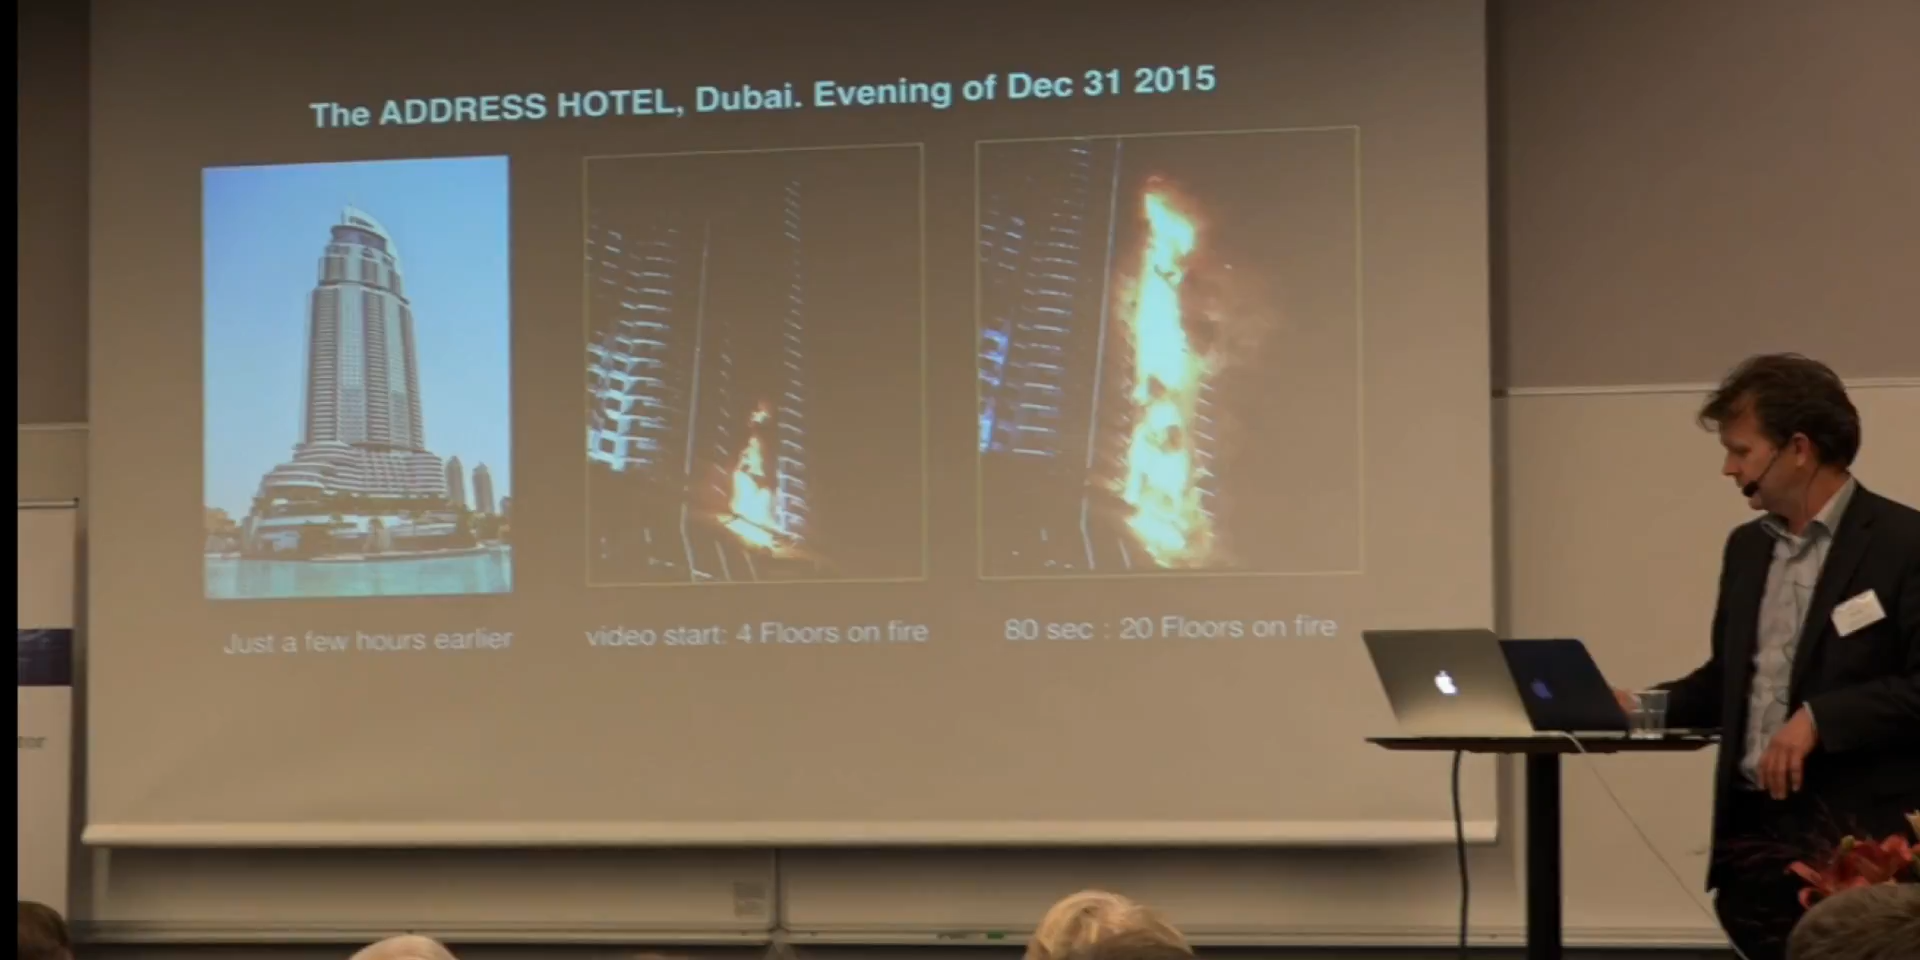 The ADDRESS HOTEL, Dubai. Evening of Dec 31 2015
Just a few hours earlier
video start: 4 Floors on fire
80 sec : 20 Floors on fire